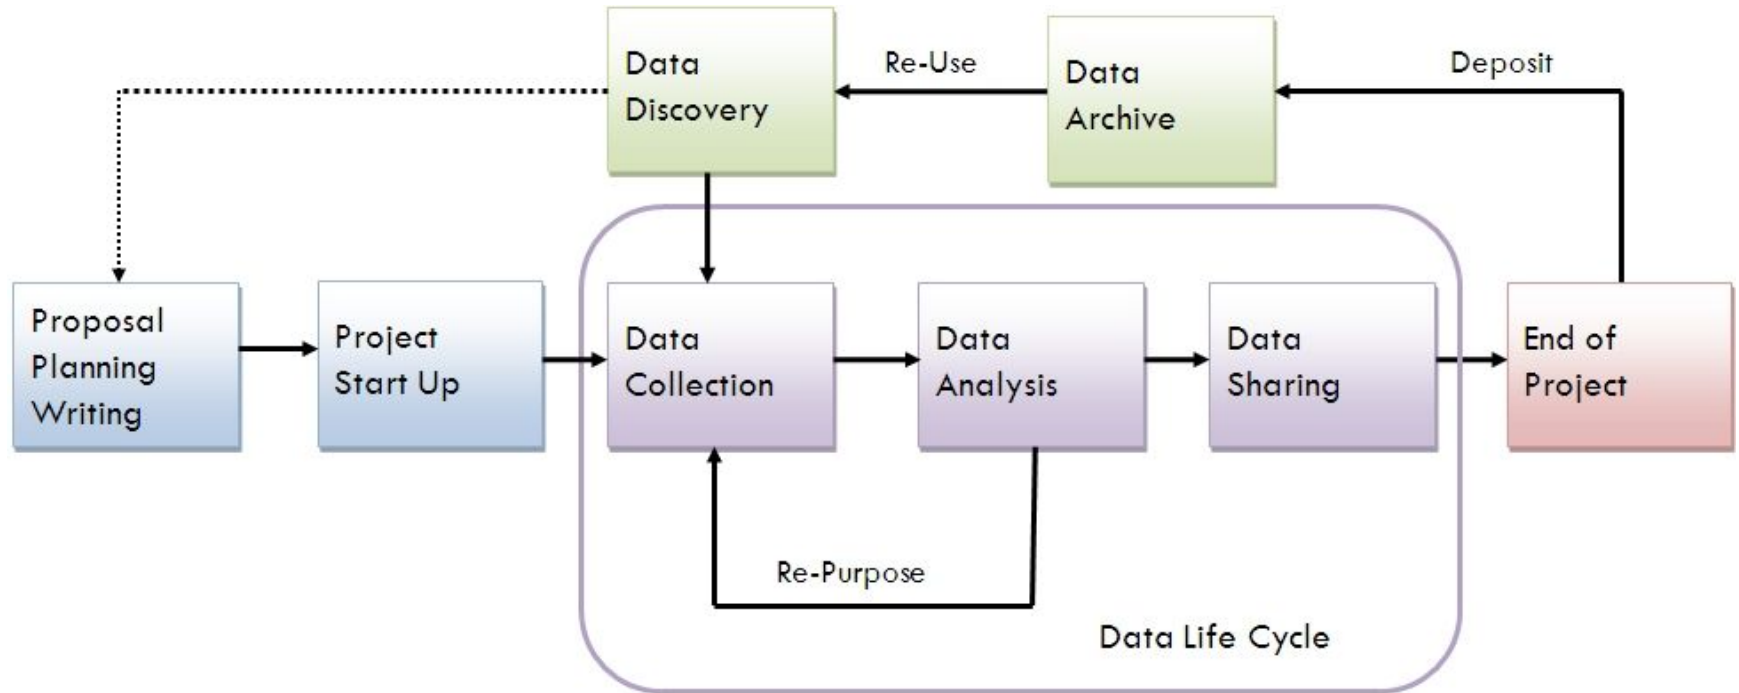 Data
Discovery
Re-Use
Data
Archive
Deposit
Proposal
Planning
Writing
Project
Start Up
Data
Collection
Data
Analysis
Data
Sharing
End of
Project
Re-Purpose
Data Life Cycle